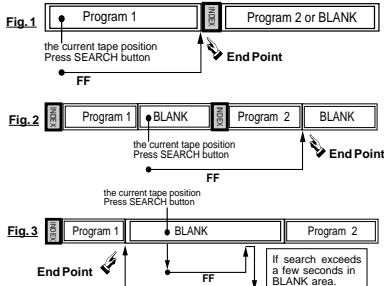 Fig. 1
Program 1
INDEX
Program 2 or BLANK
the current tape position
Press SEARCH button
End Point
FF
Fig. 2
INDEX
Program 1
BLANK
INDEX
Program 2
BLANK
the current tape position
Press SEARCH button
End Point
FF
the current tape position
Press SEARCH button
Fig. 3
INDEX
Program 1
BLANK
Program 2
End Point
FF
If search exceeds
a few seconds in
BLANK area.